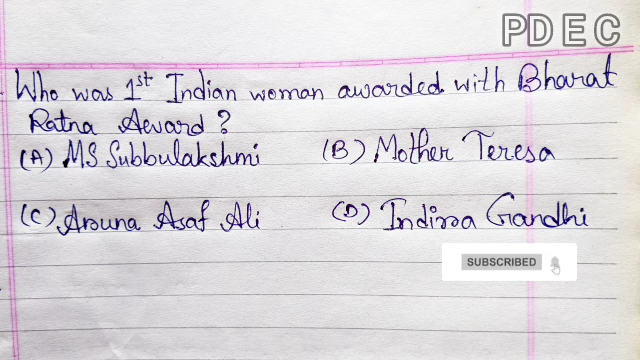 PDEC
Who was 1st Indian woman awarded with Bharat
Ratna Award ?
(A) MS Subbulakshmi (B) Mother Teresa
(C) Aruna Asaf Ali (D) Indira Gandhi
SUBSCRIBED